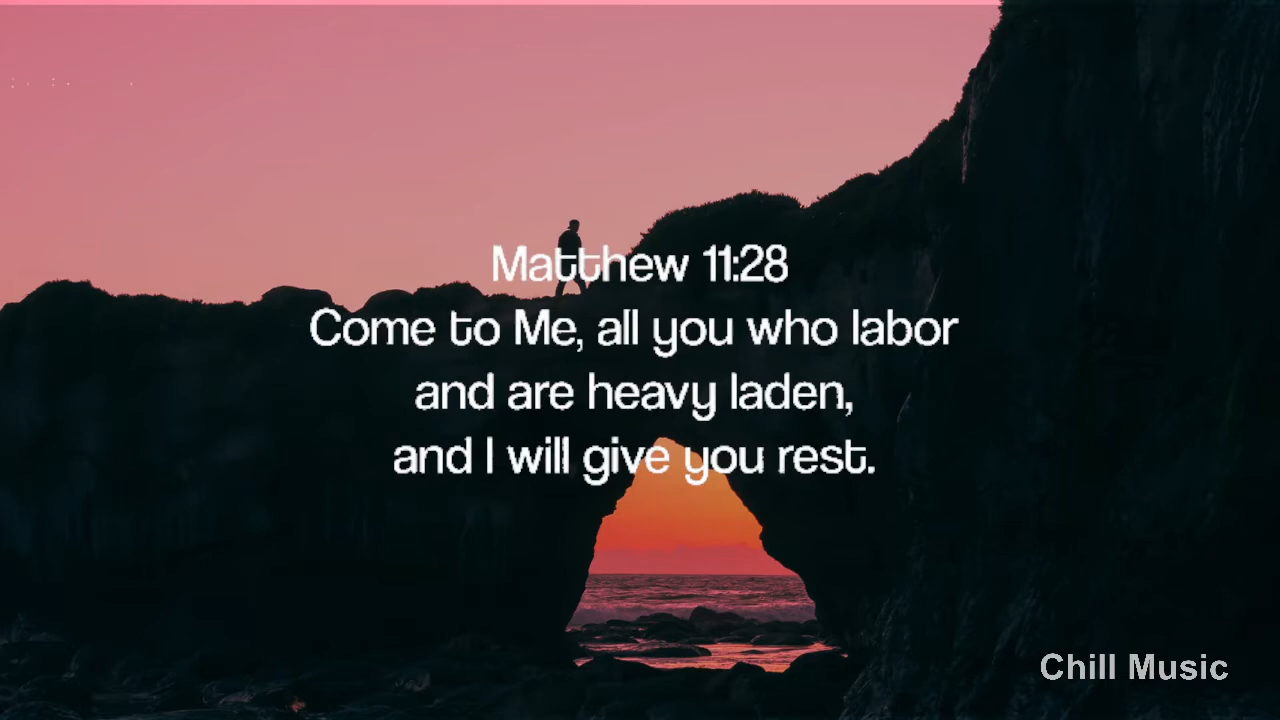 Matthew 11:28
Come to Me, all you who labor
and are heavy laden,
and I will give you rest.
Chill Music